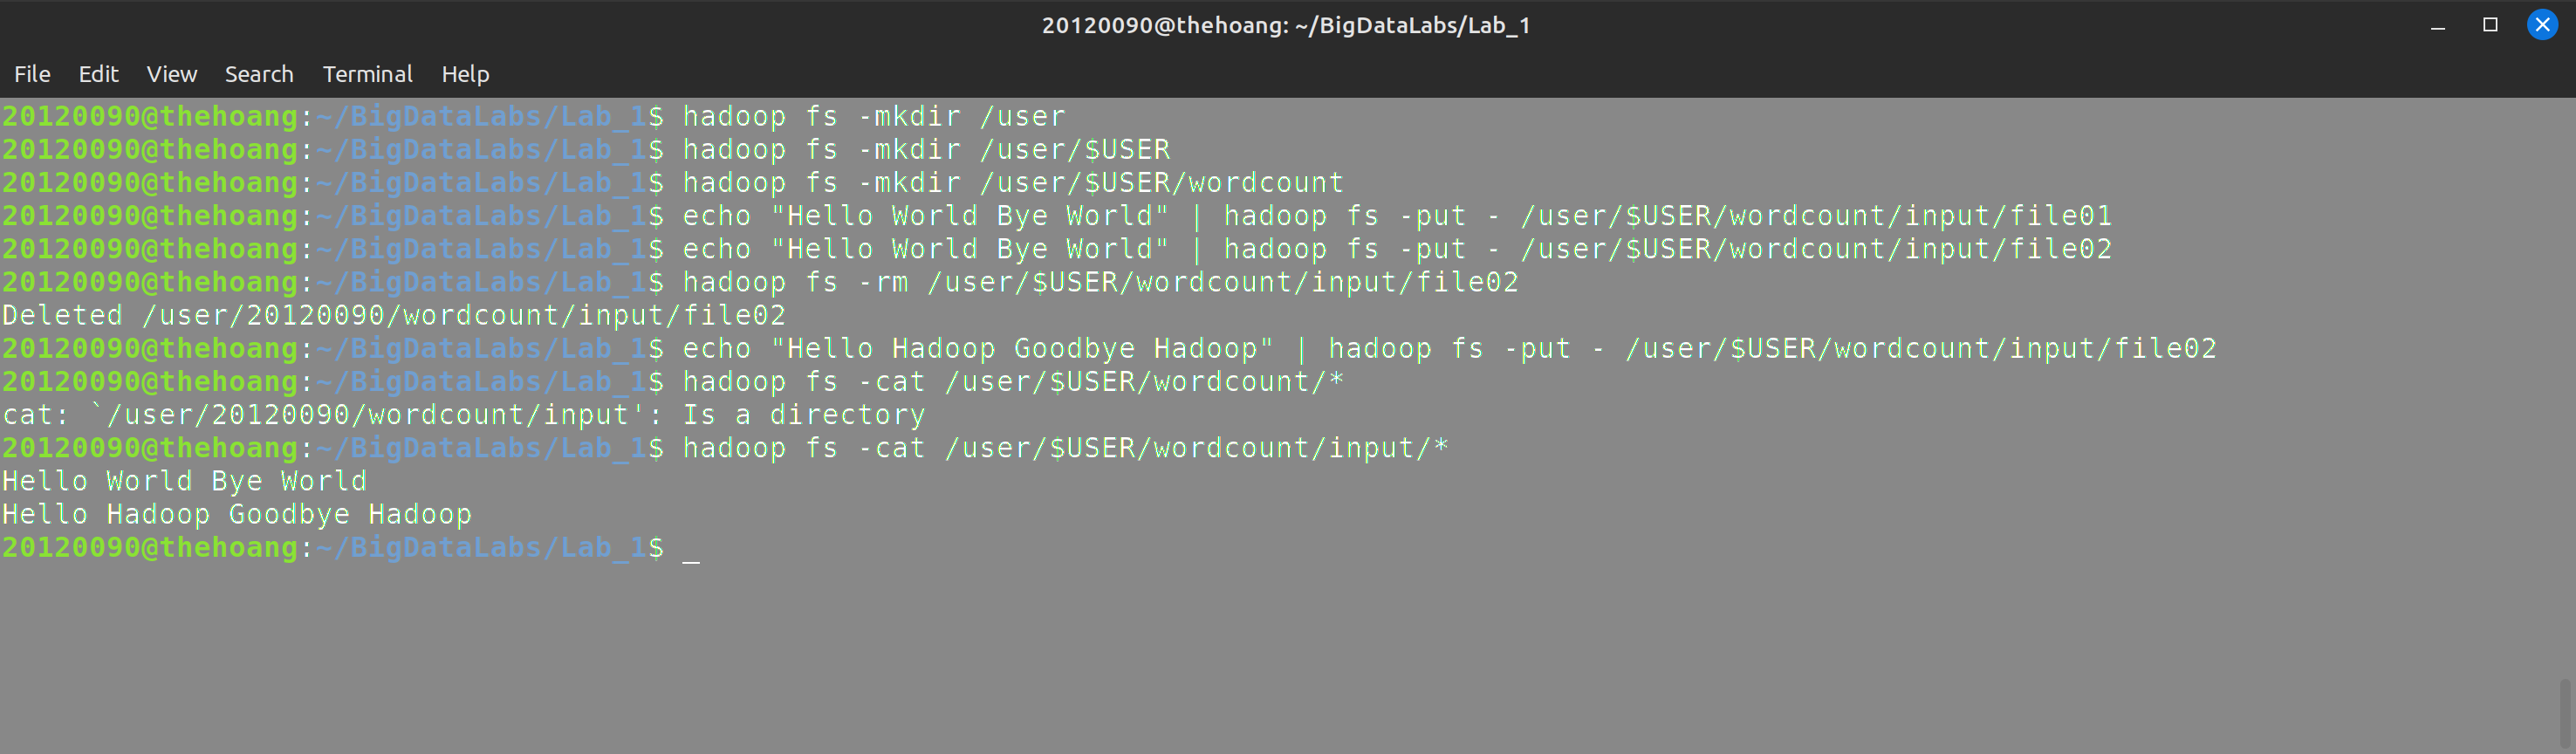 20120090@thehoang: ~/BigDataLabs/Lab_1
File Edit View Search Terminal Help
20120090@thehoang:~/BigDataLabs/Lab_1$ hadoop fs -mkdir /user
20120090@thehoang:~/BigDataLabs/Lab_1$ hadoop fs -mkdir /user/$USER
20120090@thehoang:~/BigDataLabs/Lab_1$ hadoop fs -mkdir /user/$USER/wordcount
20120090@thehoang:~/BigDataLabs/Lab_1$ echo "Hello World Bye World" | hadoop fs -put - /user/$USER/wordcount/input/file01
20120090@thehoang:~/BigDataLabs/Lab_1$ echo "Hello World Bye World" | hadoop fs -put - /user/$USER/wordcount/input/file02
20120090@thehoang:~/BigDataLabs/Lab_1$ hadoop fs -rm /user/$USER/wordcount/input/file02
Deleted /user/20120090/wordcount/input/file02
20120090@thehoang:~/BigDataLabs/Lab_1$ echo "Hello Hadoop Goodbye Hadoop" | hadoop fs -put - /user/$USER/wordcount/input/file02
20120090@thehoang:~/BigDataLabs/Lab_1$ hadoop fs -cat /user/$USER/wordcount/*
cat: `/user/20120090/wordcount/input': Is a directory
20120090@thehoang:~/BigDataLabs/Lab_1$ hadoop fs -cat /user/$USER/wordcount/input/*
Hello World Bye World
Hello Hadoop Goodbye Hadoop
20120090@thehoang:~/BigDataLabs/Lab_1$ _